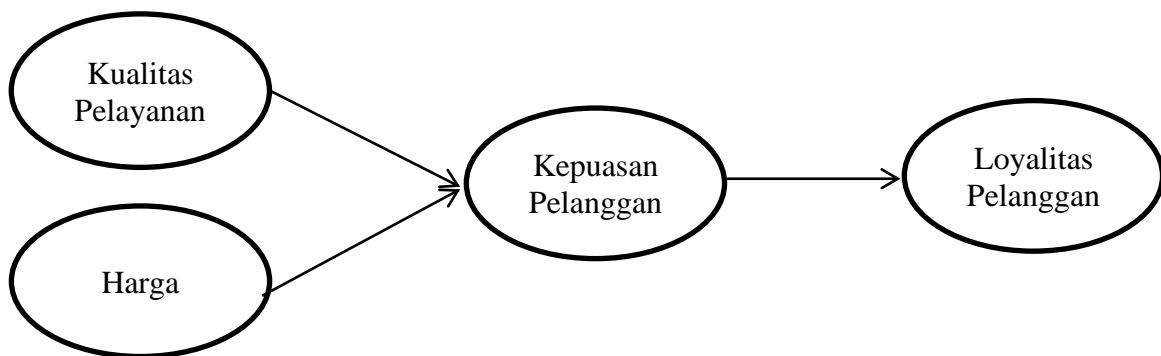 Kualitas
Pelayanan
Harga
Kepuasan
Pelanggan
Loyalitas
Pelanggan